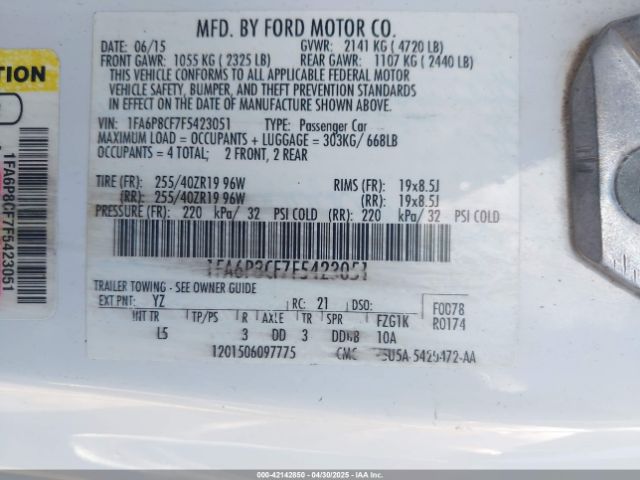 MFD. BY FORD MOTOR CO.
DATE: 06/15 GVWR: 2141 KG ( 4720 LB)
FRONT GAWR: 1055 KG ( 2325 LB) REAR GAWR: 1107 KG ( 2440 LB)
THIS VEHICLE CONFORMS TO ALL APPLICABLE FEDERAL MOTOR
VEHICLE SAFETY, BUMPER, AND THEFT PREVENTION STANDARDS
IN EFFECT ON THE DATE OF MANUFACTURE SHOWN ABOVE.
VIN: 1FA6P8CF7F5423051 TYPE: Passenger Car
MAXIMUM LOAD = OCCUPANTS + LUGGAGE = 303KG/ 668LB
OCCUPANTS = 4 TOTAL; 2 FRONT, 2 REAR
TIRE (FR): 255/40ZR19 96W RIMS (FR): 19x8.5J
(RR): 255/40ZR19 96W (RR): 19x8.5J
PRESSURE (FR): 220 kPa/ 32 PSI COLD (RR): 220 kPa/ 32 PSI COLD
1FA6P8CF7F5423051
TRAILER TOWING - SEE OWNER GUIDE
EXT PNT: YZ RC: 21 DSO: F0078
INT TR TP/PS R AXLE TR SPR FZG1K R0174
L5 3 DD 3 10A
1201506097775
TION
1FA6P8CF7F5423051
000-42142850 - 04/30/2025 - IAA Corp.